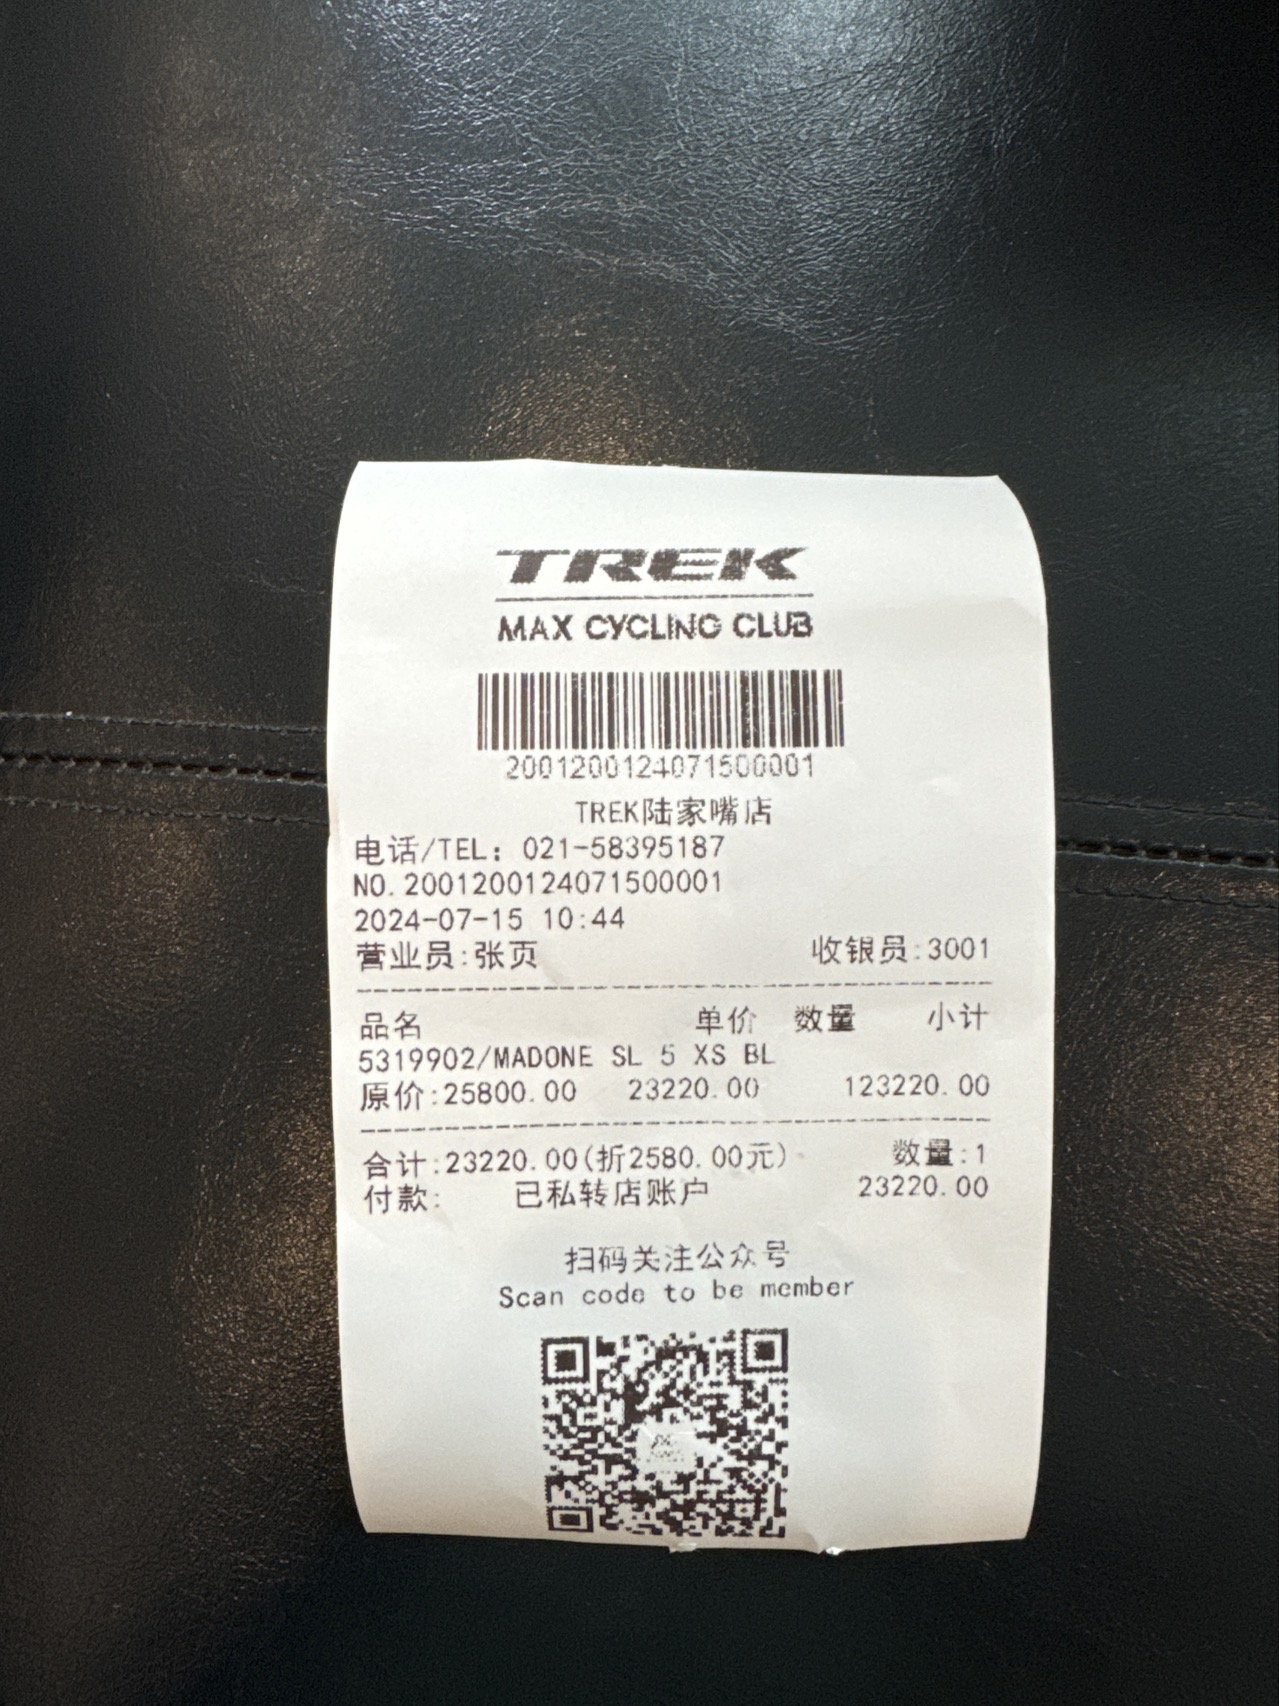 TREK
MAX CYCLING CLUB
2001200124071500001
TREK陆家嘴店
电话/TEL: 021-58395187
NO.2001200124071500001
2024-07-15 10:44
营业员:张页 收银员:3001
品名 单价 数量 小计
5319902/MADONE SL 5 XS BL
原价:25800.00 23220.00 123220.00
合计:23220.00(折2580.00元) 数量:1
付款: 已私转店账户 23220.00
扫码关注公众号
Scan code to be member